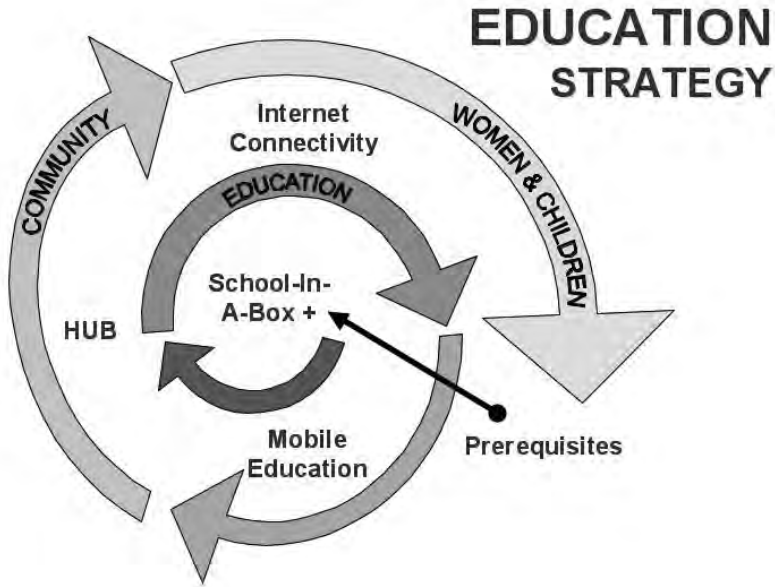 EDUCATION
STRATEGY
COMMUNITY
WOMEN & CHILDREN
Internet
Connectivity
EDUCATION
School-In-
A-Box +
HUB
Mobile
Education
Prerequisites